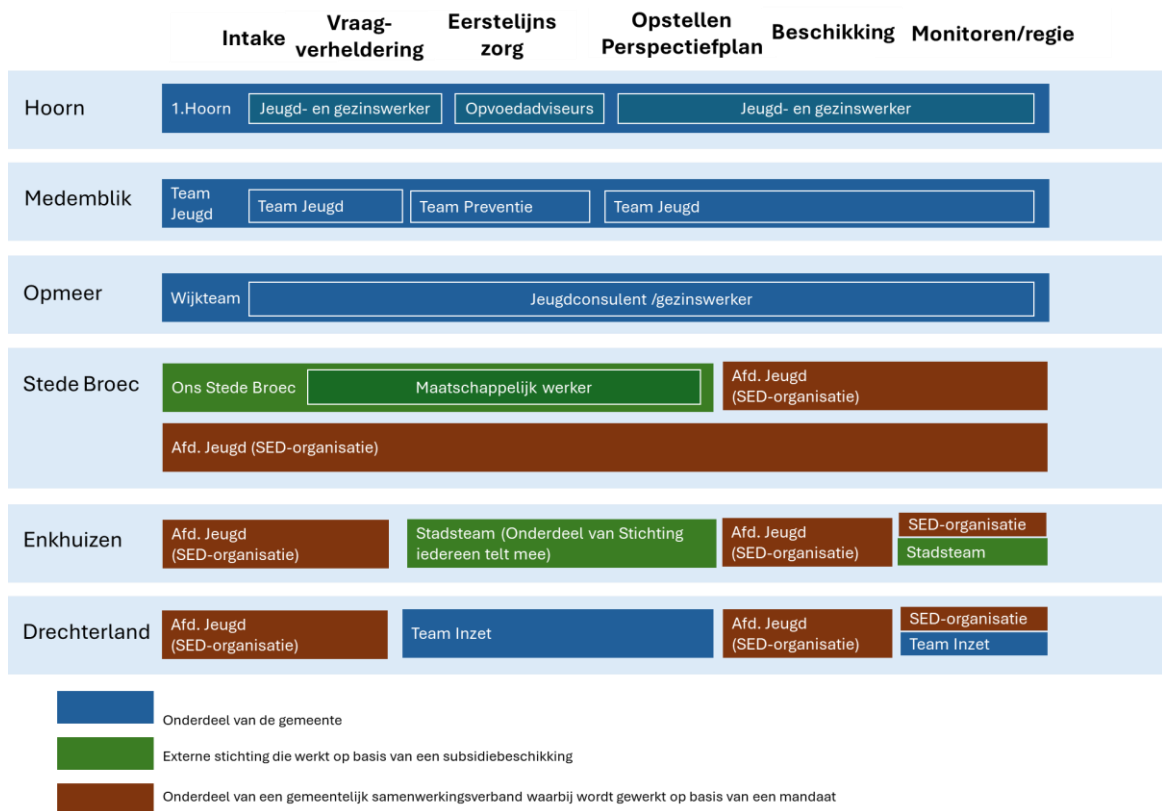 Intake
Vraag-
verheldering
Eerstelijns
zorg
Opstellen
Perspectiefplan
Beschikking
Monitoren/regie
Hoorn
1.Hoorn
Jeugd- en gezinswerker
Opvoedadviseurs
Jeugd- en gezinswerker
Medemblik
Team
Jeugd
Team Jeugd
Team Preventie
Team Jeugd
Opmeer
Wijkteam
Jeugdconsulent /gezinswerker
Stede Broec
Ons Stede Broec
Maatschappelijk werker
Afd. Jeugd
(SED-organisatie)
Afd. Jeugd (SED-organisatie)
Enkhuizen
Afd. Jeugd
(SED-organisatie)
Stadsteam (Onderdeel van Stichting
iedereen telt mee)
Afd. Jeugd
(SED-organisatie)
SED-organisatie
Stadsteam
Drechterland
Afd. Jeugd
(SED-organisatie)
Team Inzet
Afd. Jeugd
(SED-organisatie)
SED-organisatie
Team Inzet
Onderdeel van de gemeente
Externe stichting die werkt op basis van een subsidiebeschikking
Onderdeel van een gemeentelijk samenwerkingsverband waarbij wordt gewerkt op basis van een mandaat